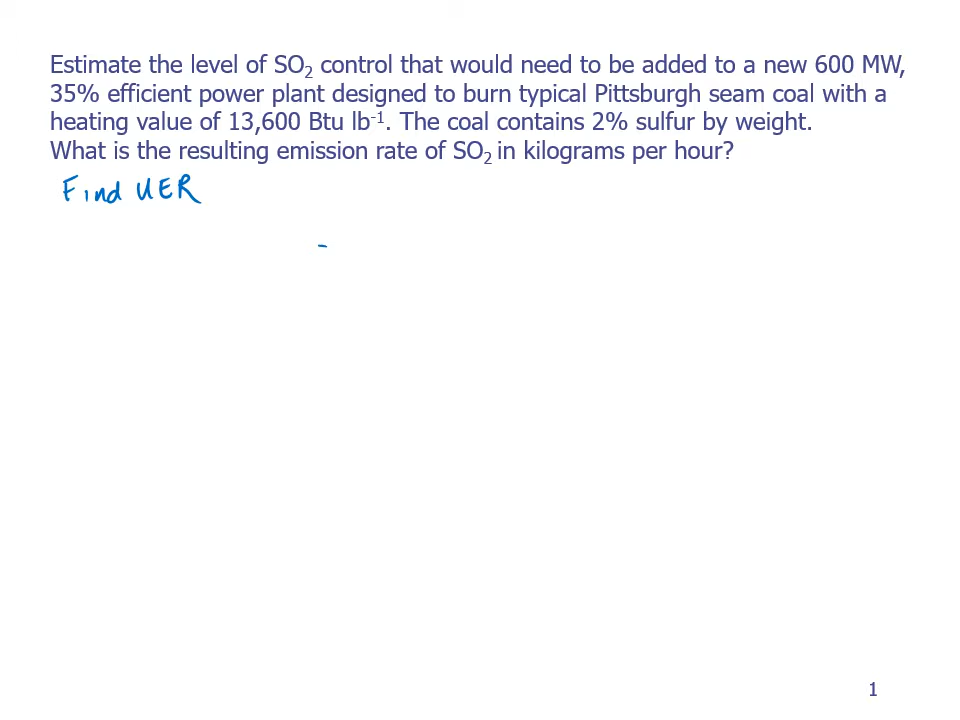 Estimate the level of SO₂ control that would need to be added to a new 600 MW,
35% efficient power plant designed to burn typical Pittsburgh seam coal with a
heating value of 13,600 Btu lb⁻¹. The coal contains 2% sulfur by weight.
What is the resulting emission rate of SO₂ in kilograms per hour?
Find UER
-
1